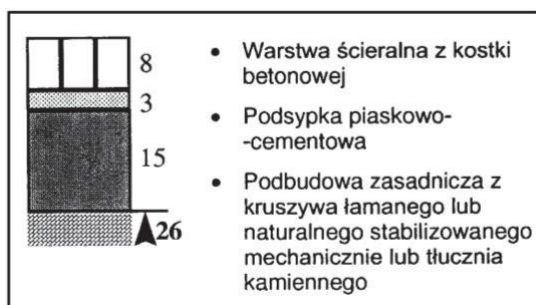 8
3
15
26
• Warstwa ścieralna z kostki
betonowej
• Podsypka piaskowo-
-cementowa
• Podbudowa zasadnicza z
kruszywa łamanego lub
naturalnego stabilizowanego
mechanicznie lub tłucznia
kamiennego